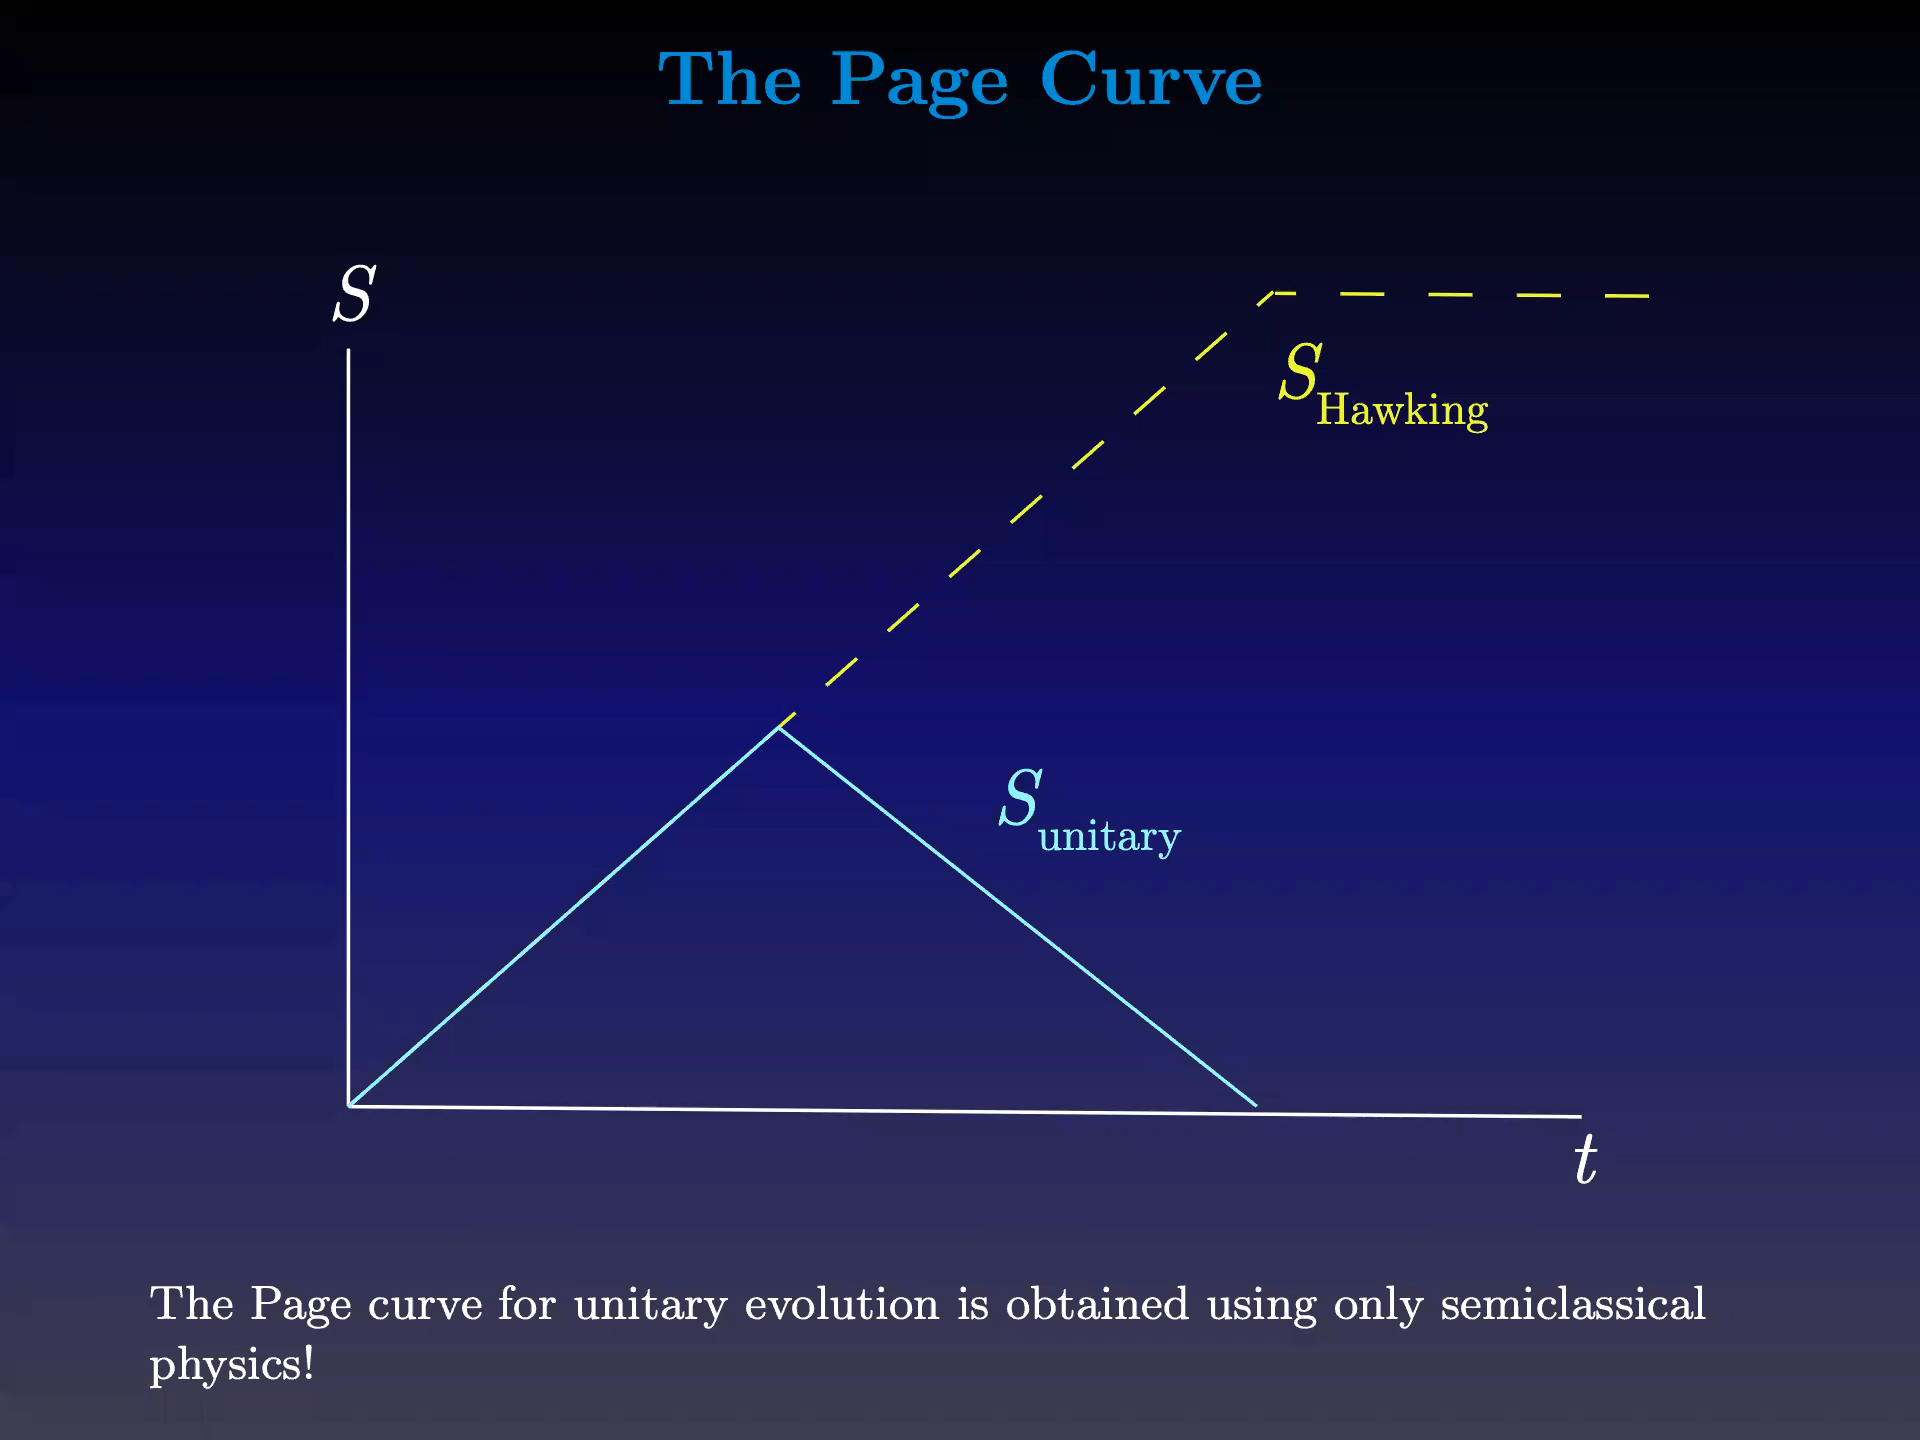 The Page Curve
S
S_Hawking
S_unitary
t
The Page curve for unitary evolution is obtained using only semiclassical
physics!